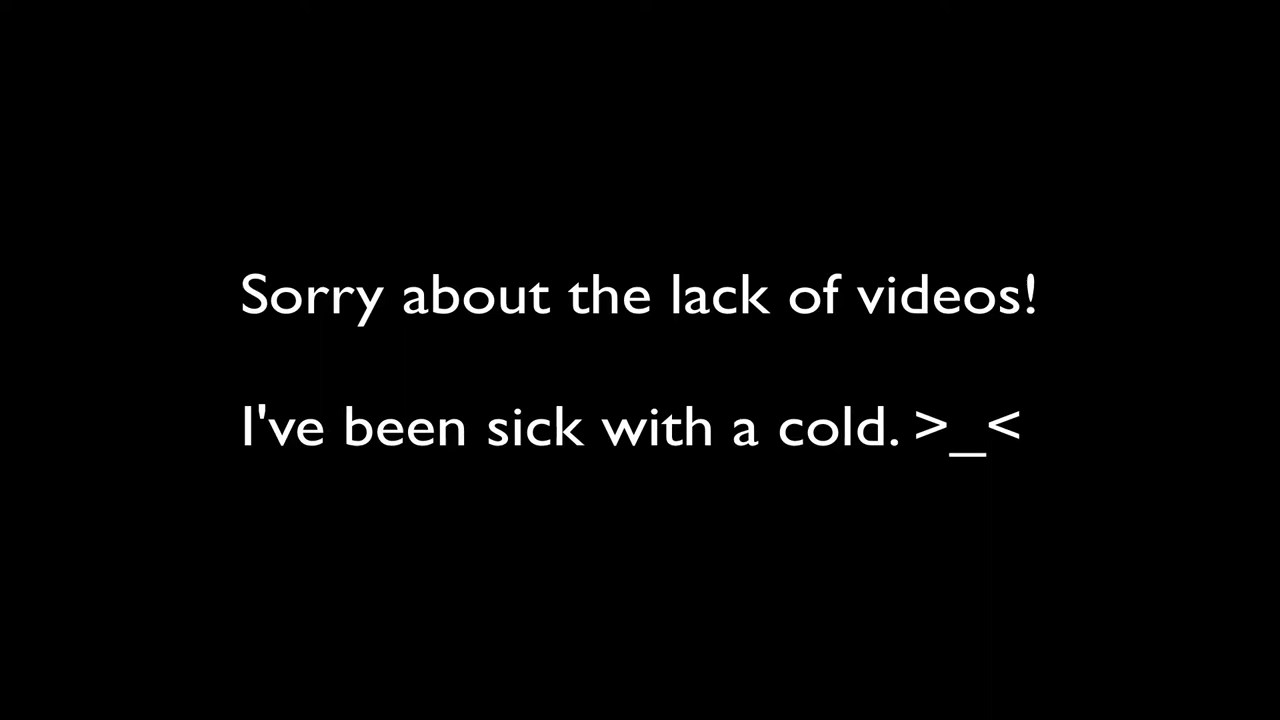 Sorry about the lack of videos!
I've been sick with a cold. >_<